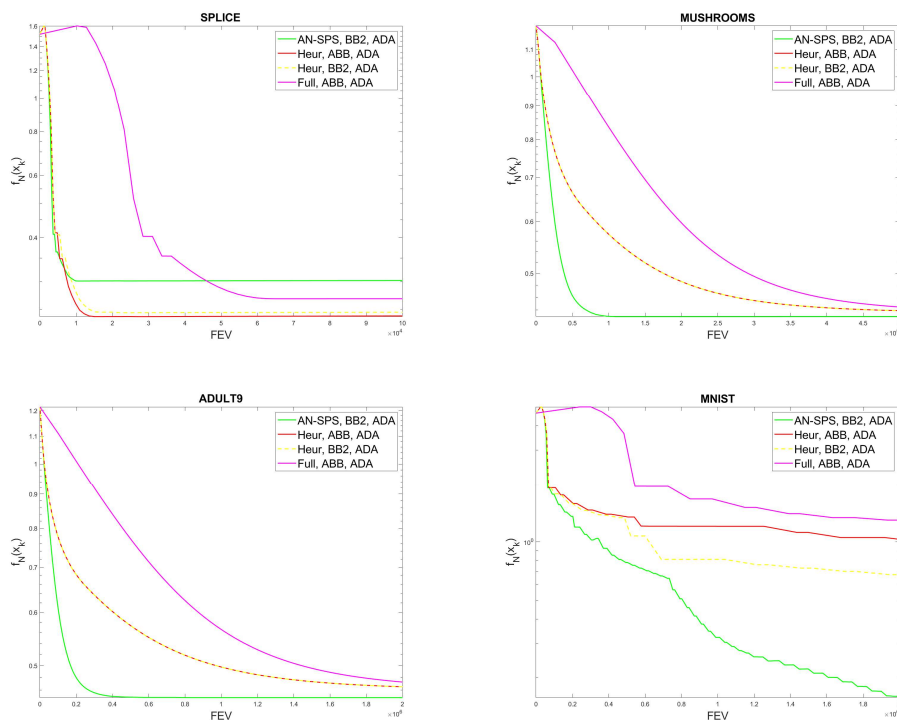 SPLICE
1.6
1.4
1.2
1
0.8
0.6
0.4
f_N(x_k)
AN-SPS, BB2, ADA
Heur, ABB, ADA
Heur, BB2, ADA
Full, ABB, ADA
0 1 2 3 4 5 6 7 8 9 10
FEV
×10⁴
MUSHROOMS
1.1
1
0.9
0.8
0.7
0.6
0.5
f_N(x_k)
AN-SPS, BB2, ADA
Heur, ABB, ADA
Heur, BB2, ADA
Full, ABB, ADA
0 0.5 1 1.5 2 2.5 3 3.5 4 4.5
FEV
ADULT9
1.2
1.1
1
0.9
0.8
0.7
0.6
0.5
f_N(x_k)
AN-SPS, BB2, ADA
Heur, ABB, ADA
Heur, BB2, ADA
Full, ABB, ADA
0 0.2 0.4 0.6 0.8 1 1.2 1.4 1.6 1.8 2
FEV
MNIST
10⁰
f_N(x_k)
AN-SPS, BB2, ADA
Heur, ABB, ADA
Heur, BB2, ADA
Full, ABB, ADA
0 0.2 0.4 0.6 0.8 1 1.2 1.4 1.6 1.8
FEV